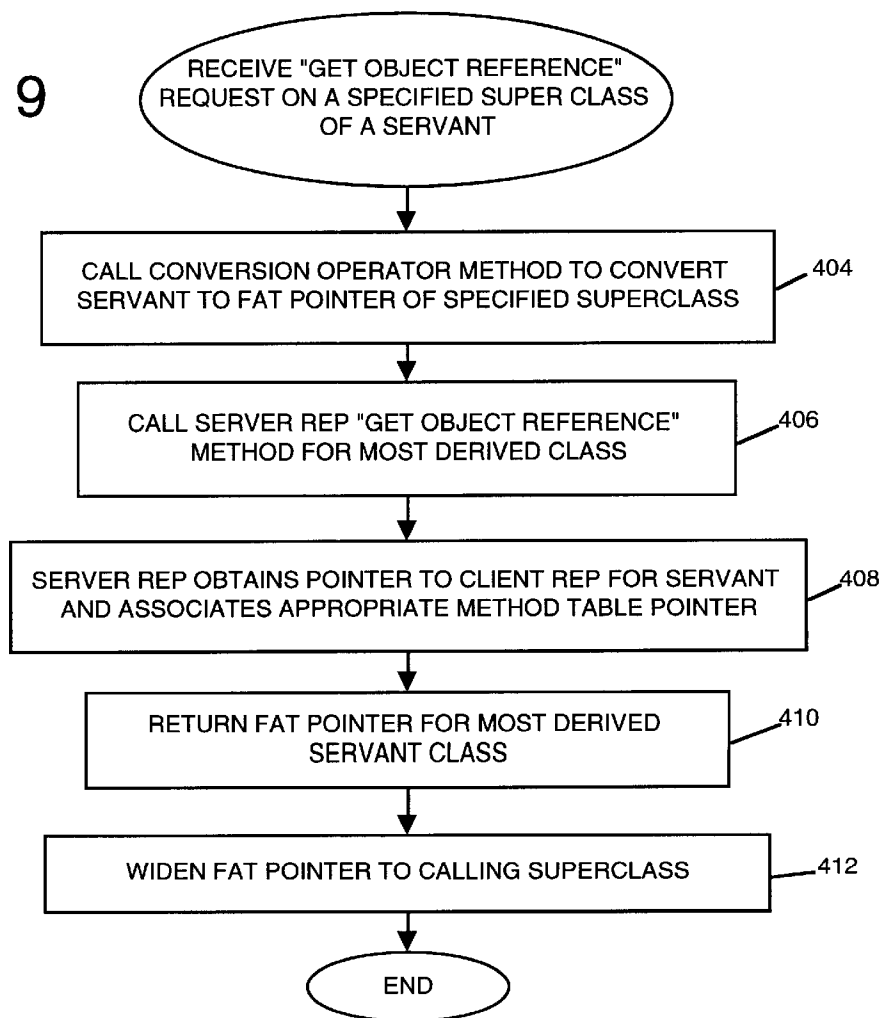 9
RECEIVE "GET OBJECT REFERENCE"
REQUEST ON A SPECIFIED SUPER CLASS
OF A SERVANT
CALL CONVERSION OPERATOR METHOD TO CONVERT
SERVANT TO FAT POINTER OF SPECIFIED SUPERCLASS
404
CALL SERVER REP "GET OBJECT REFERENCE"
METHOD FOR MOST DERIVED CLASS
406
SERVER REP OBTAINS POINTER TO CLIENT REP FOR SERVANT
AND ASSOCIATES APPROPRIATE METHOD TABLE POINTER
408
RETURN FAT POINTER FOR MOST DERIVED
SERVANT CLASS
410
WIDEN FAT POINTER TO CALLING SUPERCLASS
412
END